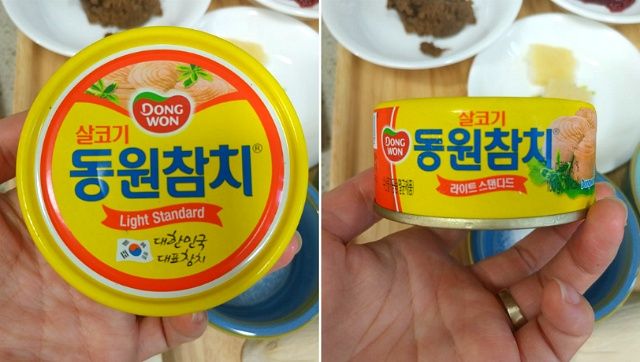 DONG
WON
살코기
동원참치®
Light Standard
대한민국
대표참치
DONG
WON
살코기
동원참치®
라이트 스탠다드